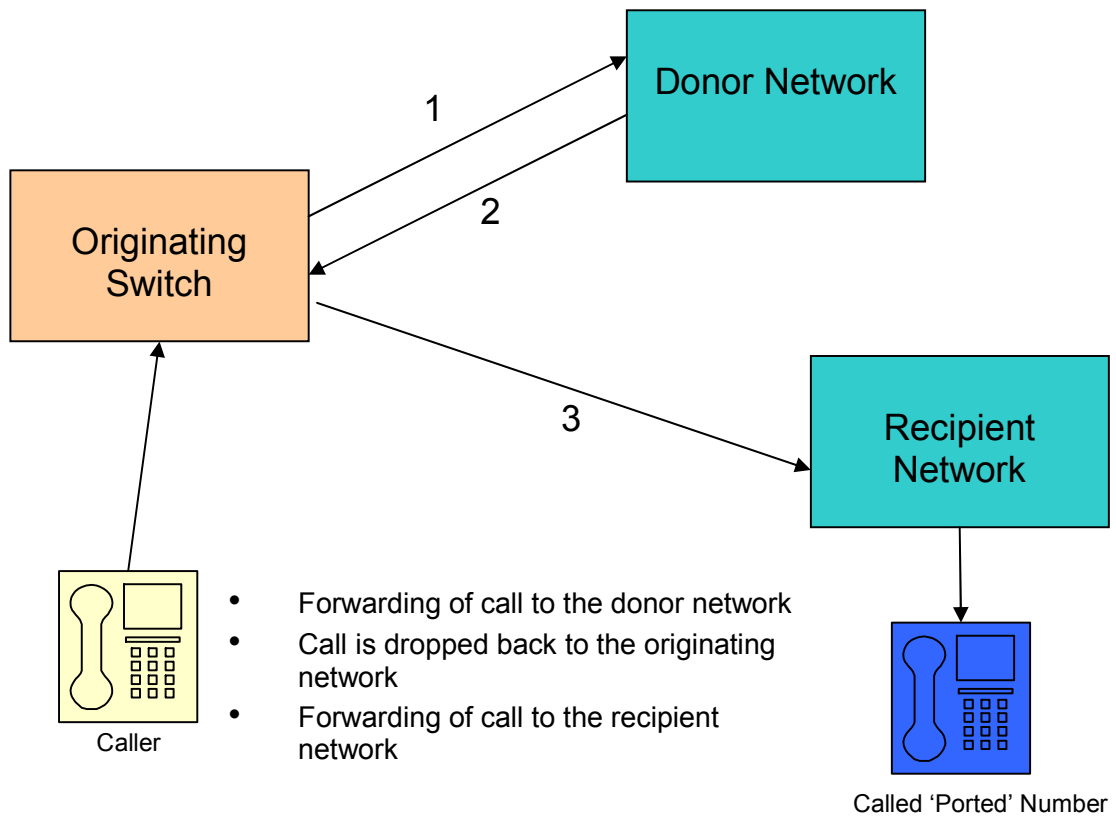 Donor Network
1
2
Originating
Switch
3
Recipient
Network
• Forwarding of call to the donor network
• Call is dropped back to the originating
network
• Forwarding of call to the recipient
network
Caller
Called ‘Ported’ Number